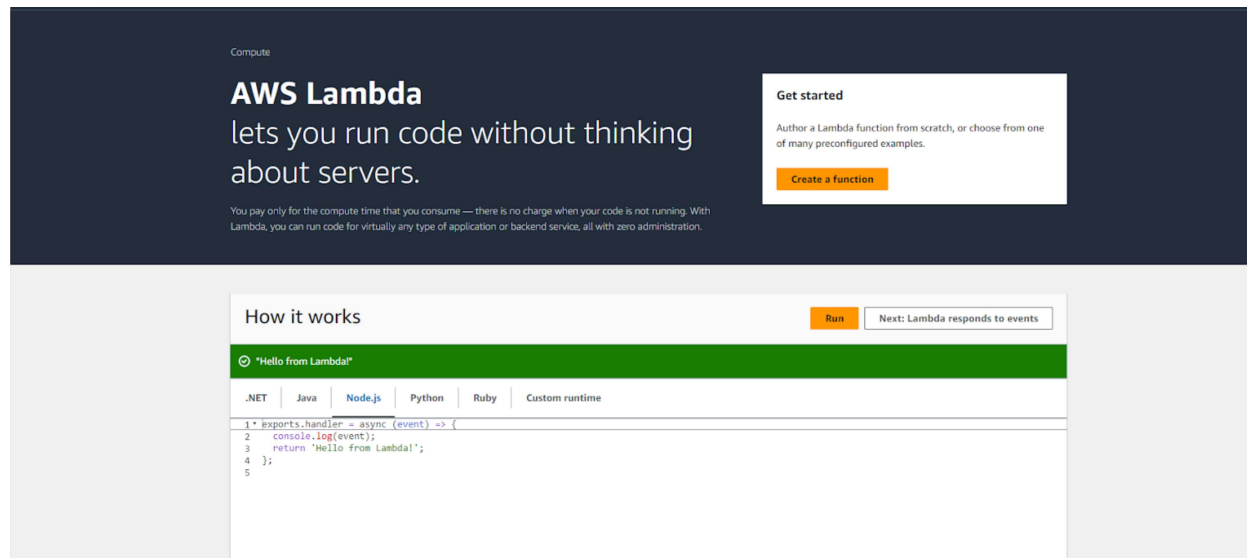 Compute
AWS Lambda
lets you run code without thinking
about servers.
You pay only for the compute time that you consume — there is no charge when your code is not running. With
Lambda, you can run code for virtually any type of application or backend service, all with zero administration.
Get started
Author a Lambda function from scratch, or choose from one
of many preconfigured examples.
Create a function
How it works
Run
Next: Lambda responds to events
"Hello from Lambda!"
.NET
Java
Node.js
Python
Ruby
Custom runtime
1 exports.handler = async (event) => {
2 console.log(event);
3 return 'Hello from Lambda!';
4 };
5